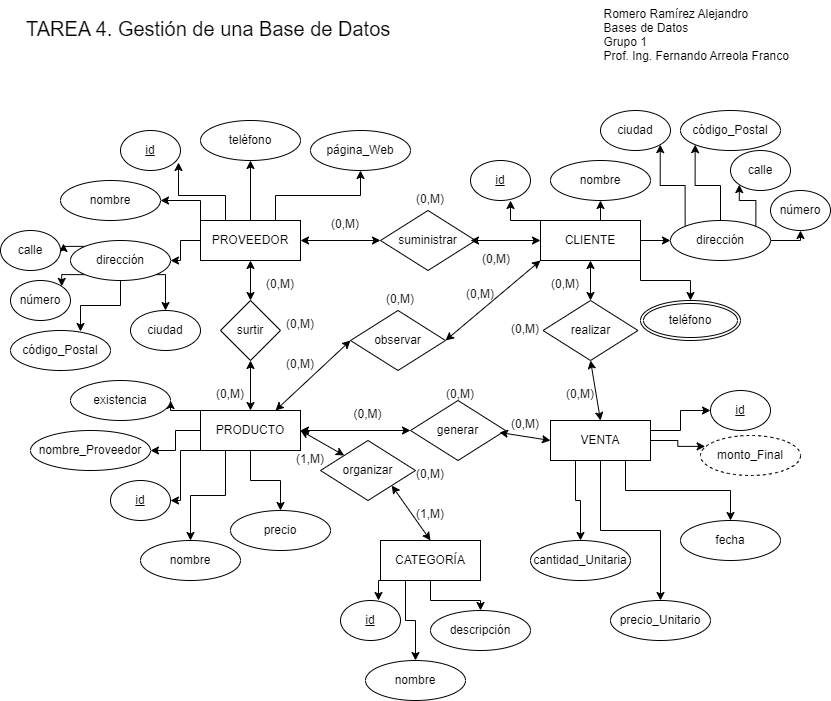 TAREA 4. Gestión de una Base de Datos
Romero Ramírez Alejandro
Bases de Datos
Grupo 1
Prof. Ing. Fernando Arreola Franco
id
teléfono
página_Web
nombre
PROVEEDOR
calle
dirección
número
código_Postal
ciudad
(0,M)
(0,M)
suministrar
(0,M)
id
nombre
ciudad
código_Postal
calle
número
CLIENTE
dirección
teléfono
(0,M)
surtir
(0,M)
(0,M)
(0,M)
(0,M)
observar
(0,M)
(0,M)
(0,M)
realizar
(0,M)
existencia
PRODUCTO
nombre_Proveedor
id
nombre
precio
(0,M)
(0,M)
generar
(0,M)
VENTA
id
monto_Final
cantidad_Unitaria
precio_Unitario
fecha
(1,M)
organizar
(0,M)
(1,M)
CATEGORÍA
id
descripción
nombre